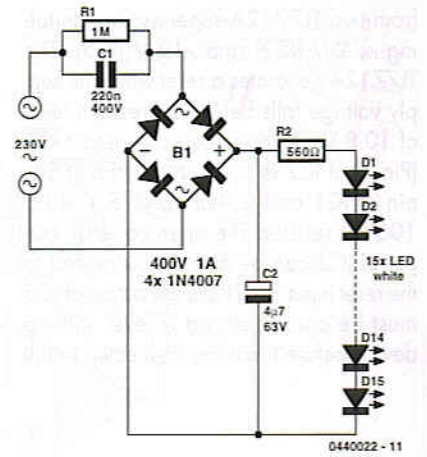 R1
1M
C1
220n
400V
230V
~
~
B1
~
~
−
+
R2
560Ω
D1
D2
15x LED
white
400V 1A
4x 1N4007
C2
4µ7
63V
D14
D15
0440022 - 11